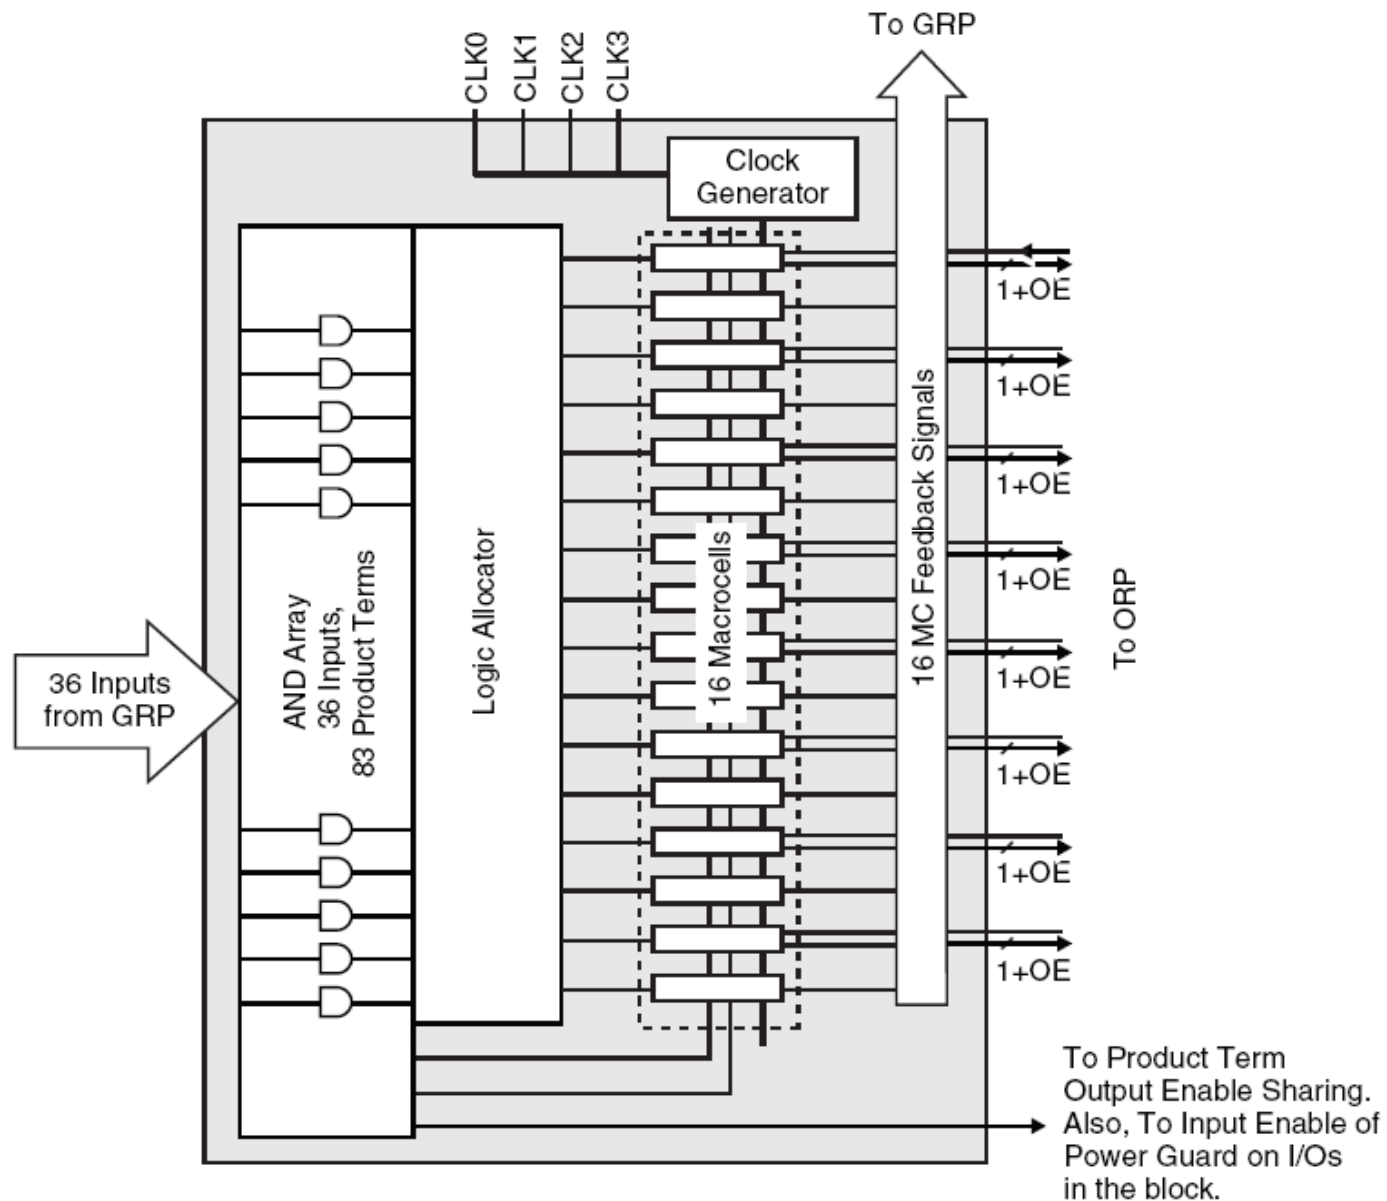 To GRP
CLK0
CLK1
CLK2
CLK3
Clock
Generator
1+OE
1+OE
1+OE
1+OE
1+OE
1+OE
1+OE
1+OE
36 Inputs
from GRP
AND Array
36 Inputs,
83 Product Terms
Logic Allocator
16 Macrocells
16 MC Feedback Signals
To ORP
To Product Term
Output Enable Sharing.
Also, To Input Enable of
Power Guard on I/Os
in the block.